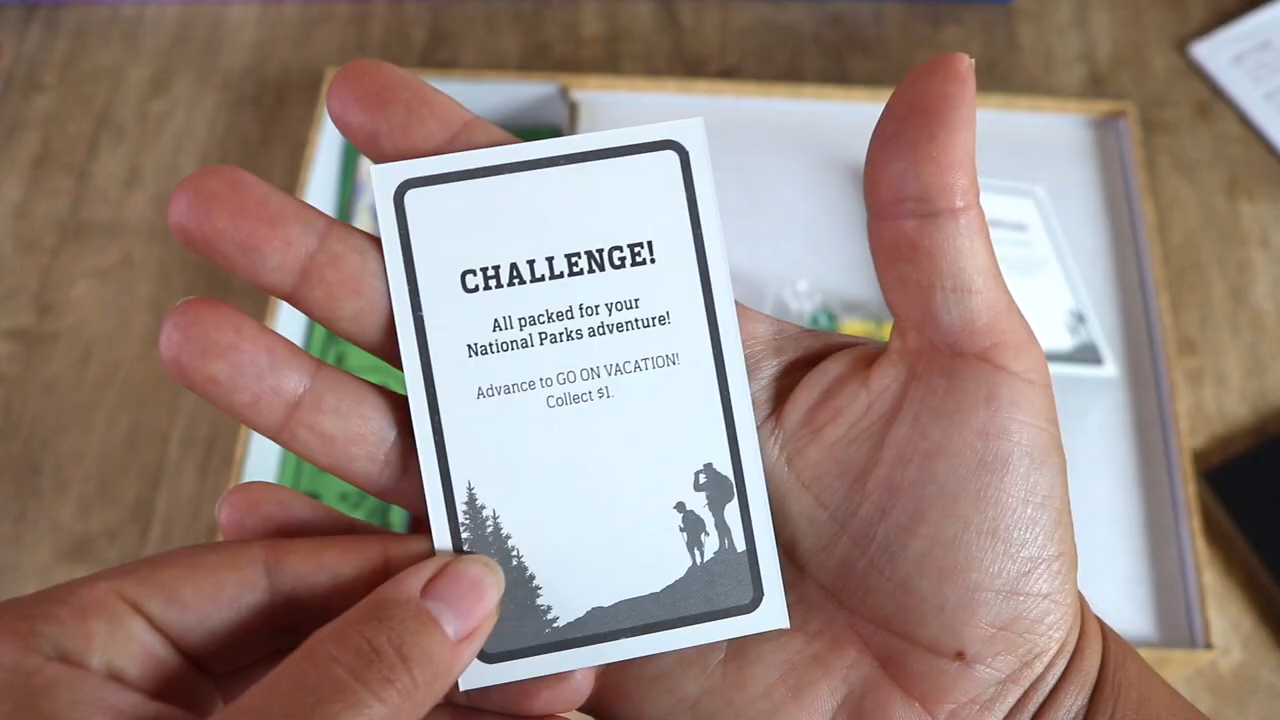 CHALLENGE!
All packed for your
National Parks adventure!
Advance to GO ON VACATION!
Collect $1.